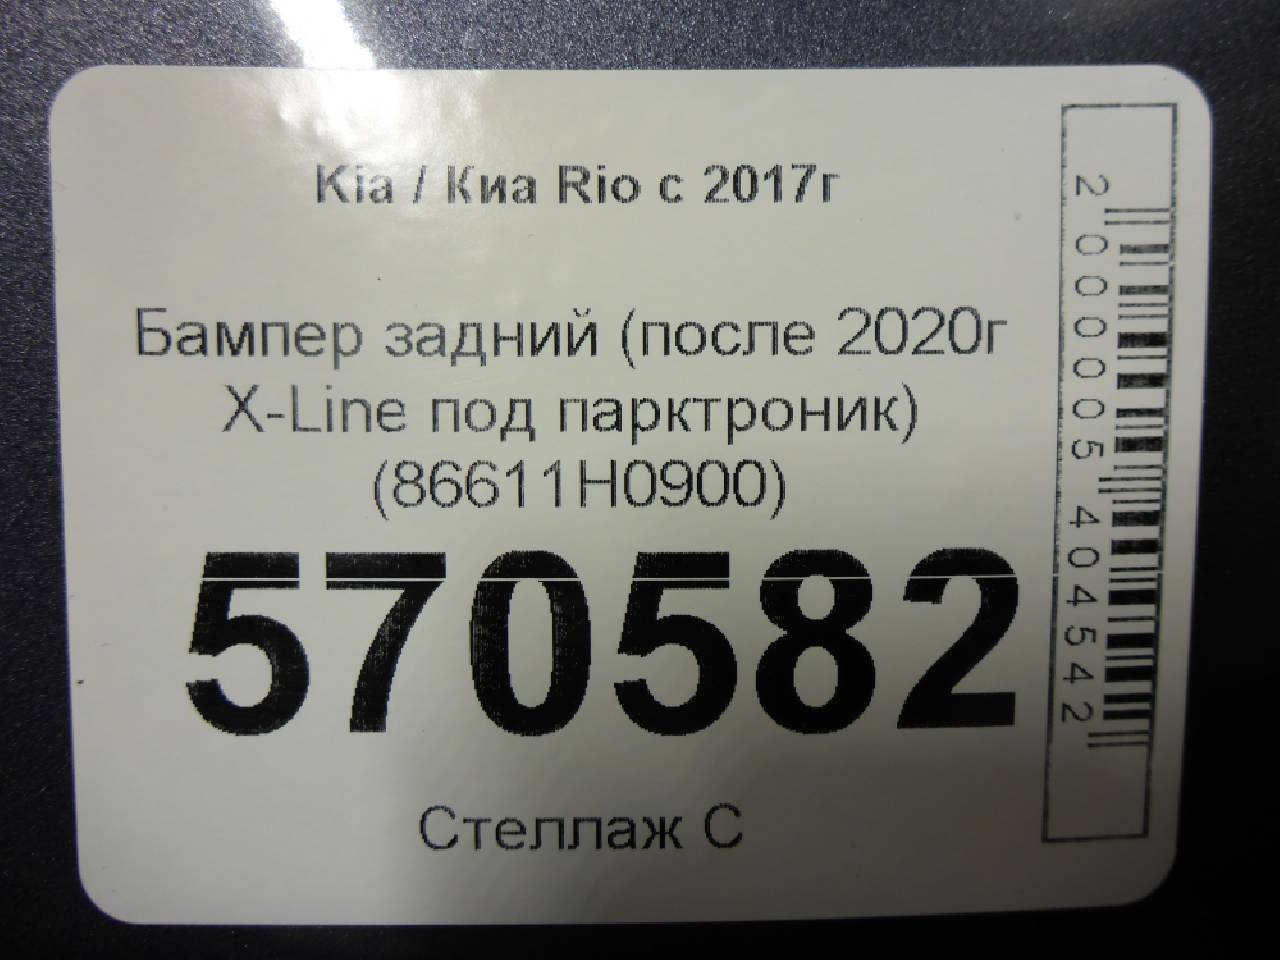 Kia / Киа Rio с 2017г
Бампер задний (после 2020г
X-Line под парктроник)
(86611H0900)
570582
Стеллаж С
2000005404542